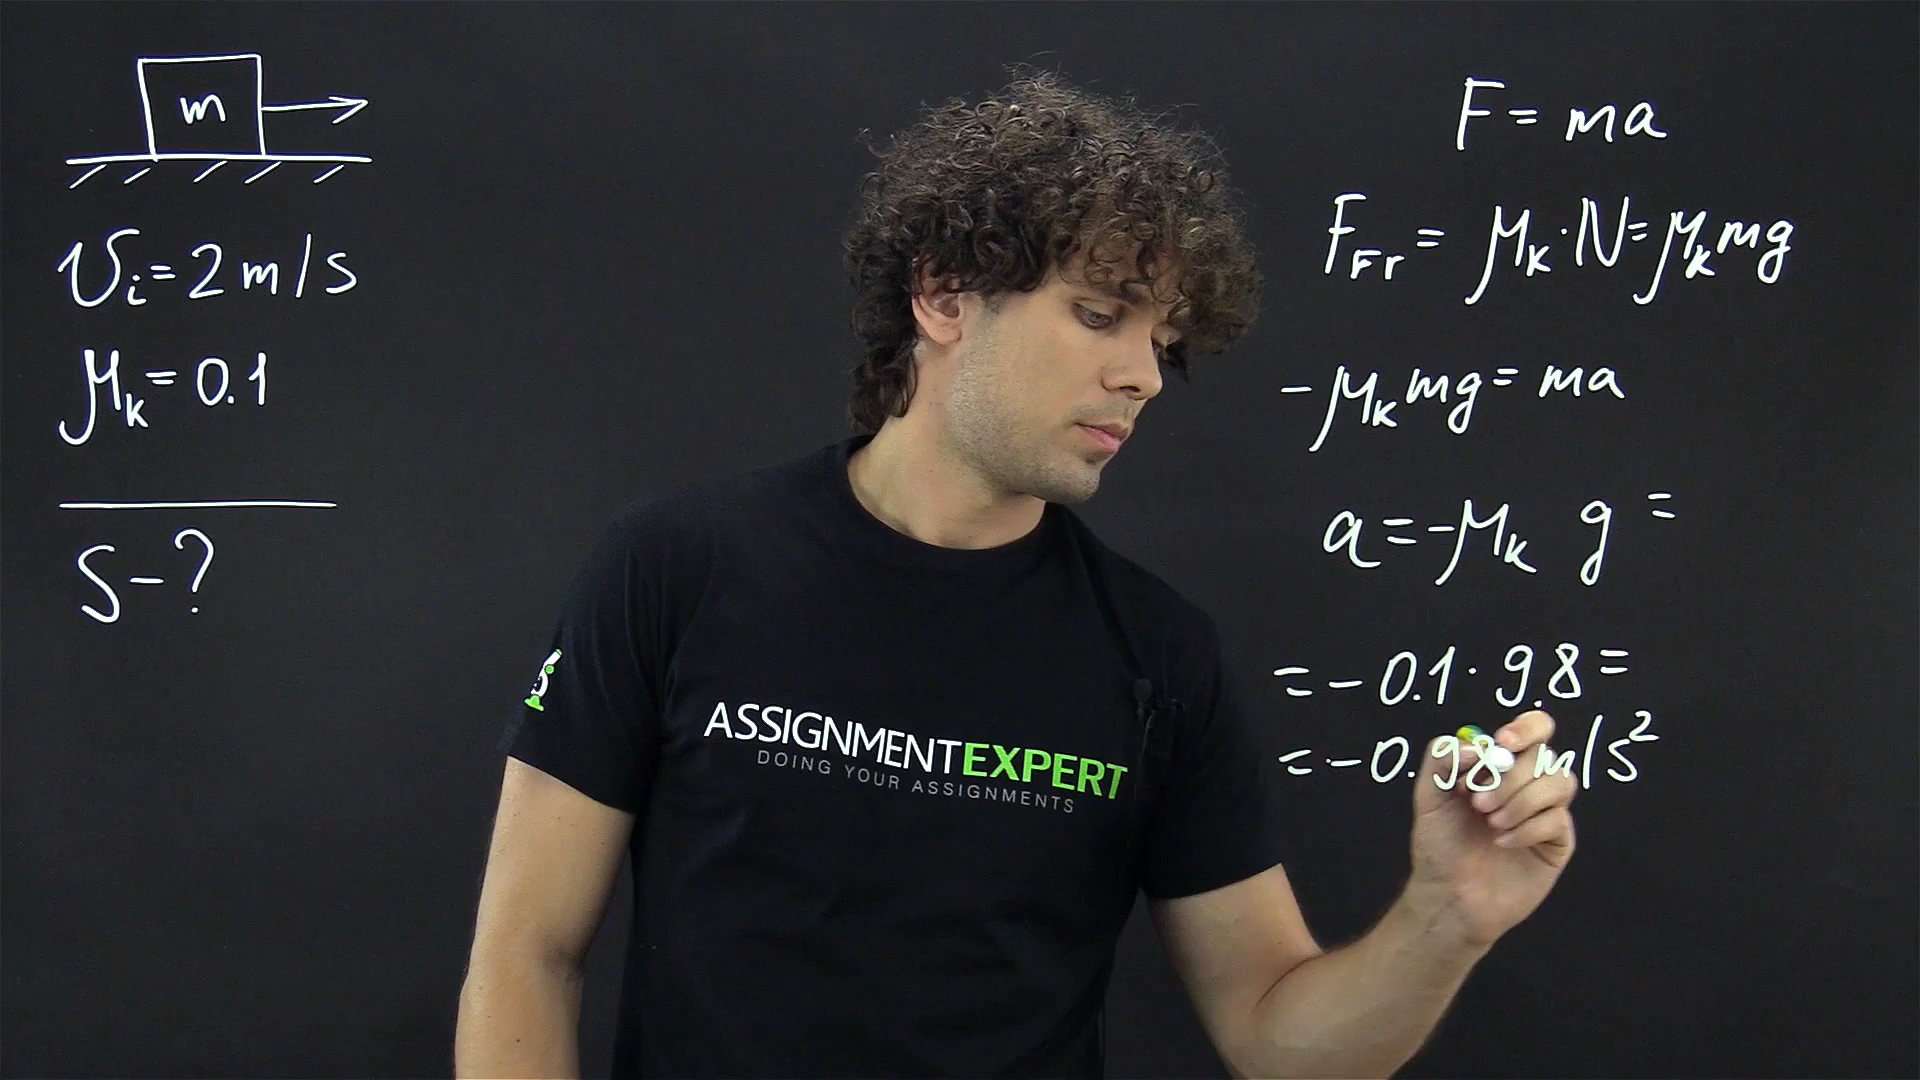 m
υi = 2 m/s
μk = 0.1
S - ?
F = ma
FFr = μk · N = μk mg
- μk mg = ma
a = - μk g =
= - 0.1 · 9.8 =
= - 0.98 m/s²
ASSIGNMENTEXPERT
DOING YOUR ASSIGNMENTS